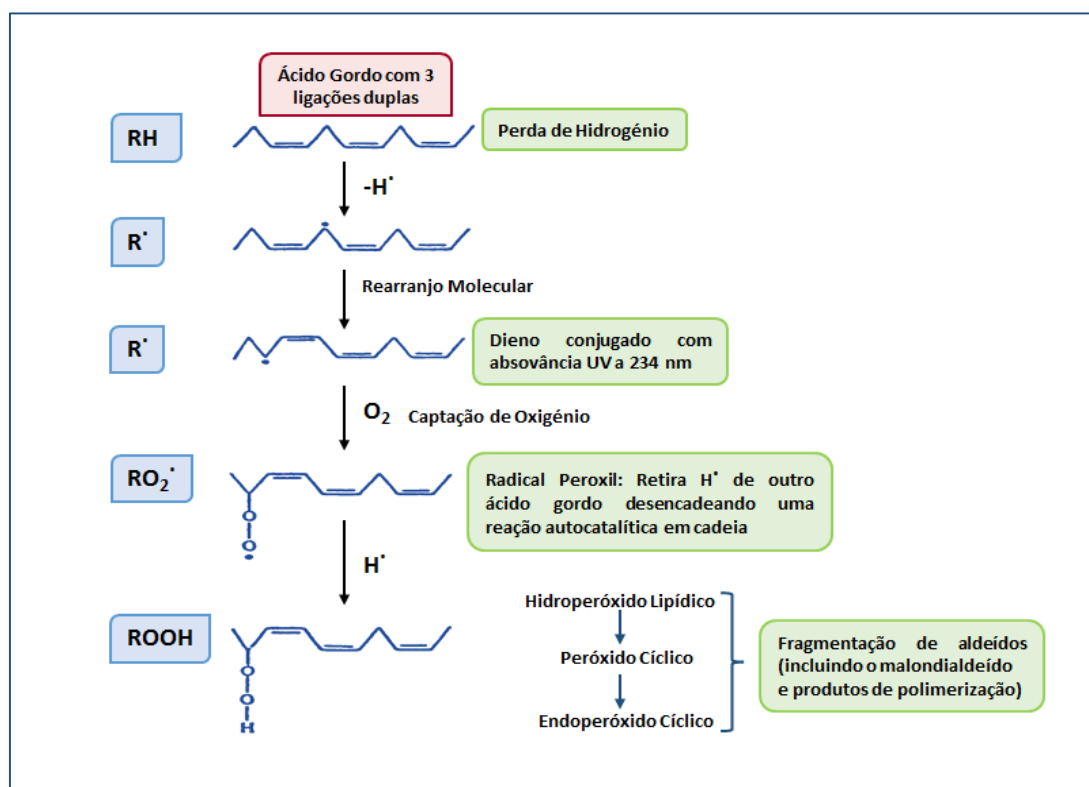 Ácido Gordo com 3
ligações duplas
RH
Perda de Hidrogénio
-H˙
R˙
Rearranjo Molecular
R˙
Dieno conjugado com
absovância UV a 234 nm
O₂ Captação de Oxigénio
RO₂˙
Radical Peroxil: Retira H˙ de outro
ácido gordo desencadeando uma
reação autocatalítica em cadeia
O
O
H˙
ROOH
O
O
H
Hidroperóxido Lipídico
Peróxido Cíclico
Endoperóxido Cíclico
Fragmentação de aldeídos
(incluindo o malondialdeído
e produtos de polimerização)